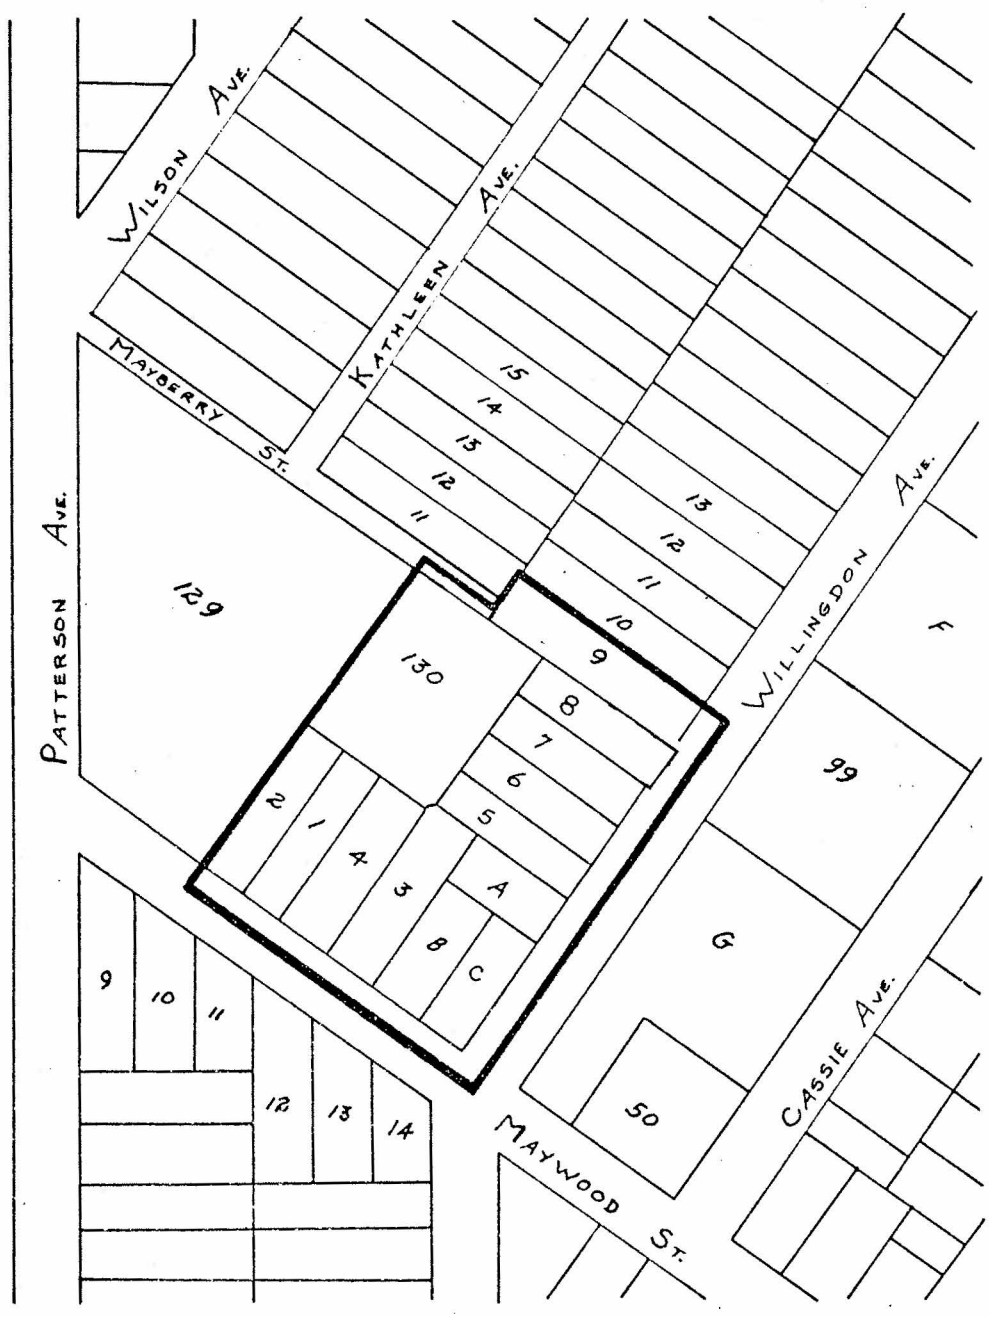 WILSON AVE.
KATHLEEN AVE.
MAYBERRY ST.
15
14
13
12
11
13
12
11
10
WILLINGDON AVE.
PATTERSON AVE.
129
130
9
8
7
6
5
F
99
2
1
4
3
A
B
C
G
50
CASSIE AVE.
9
10
11
12
13
14
MAYWOOD ST.